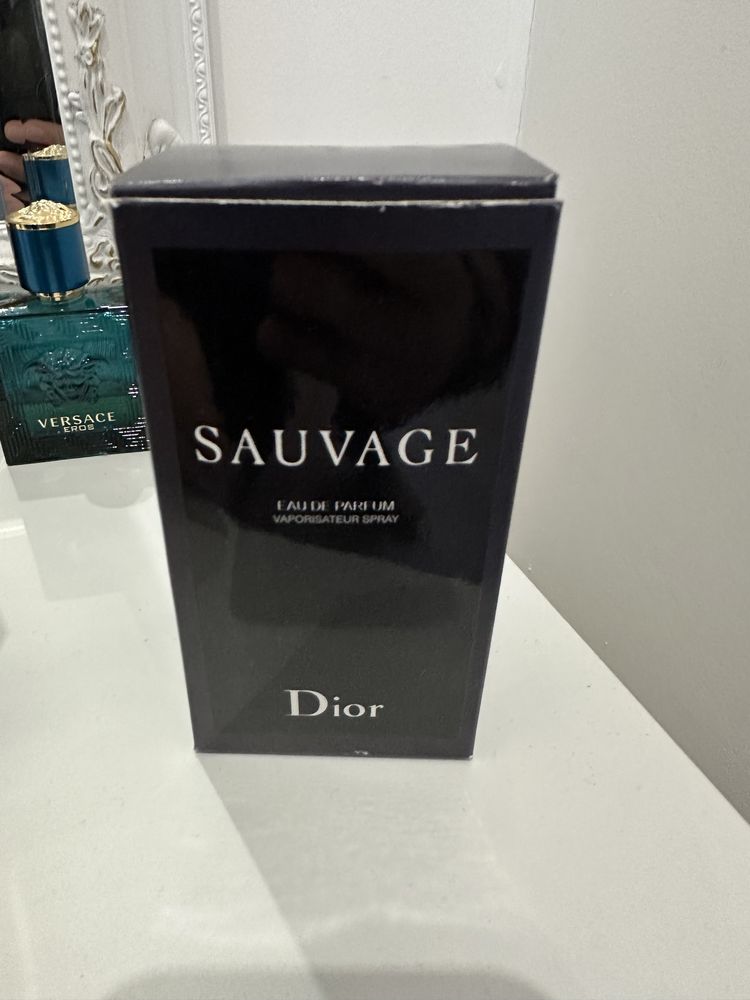 SAUVAGE
EAU DE PARFUM
VAPORISATEUR SPRAY
Dior
VERSACE
EROS